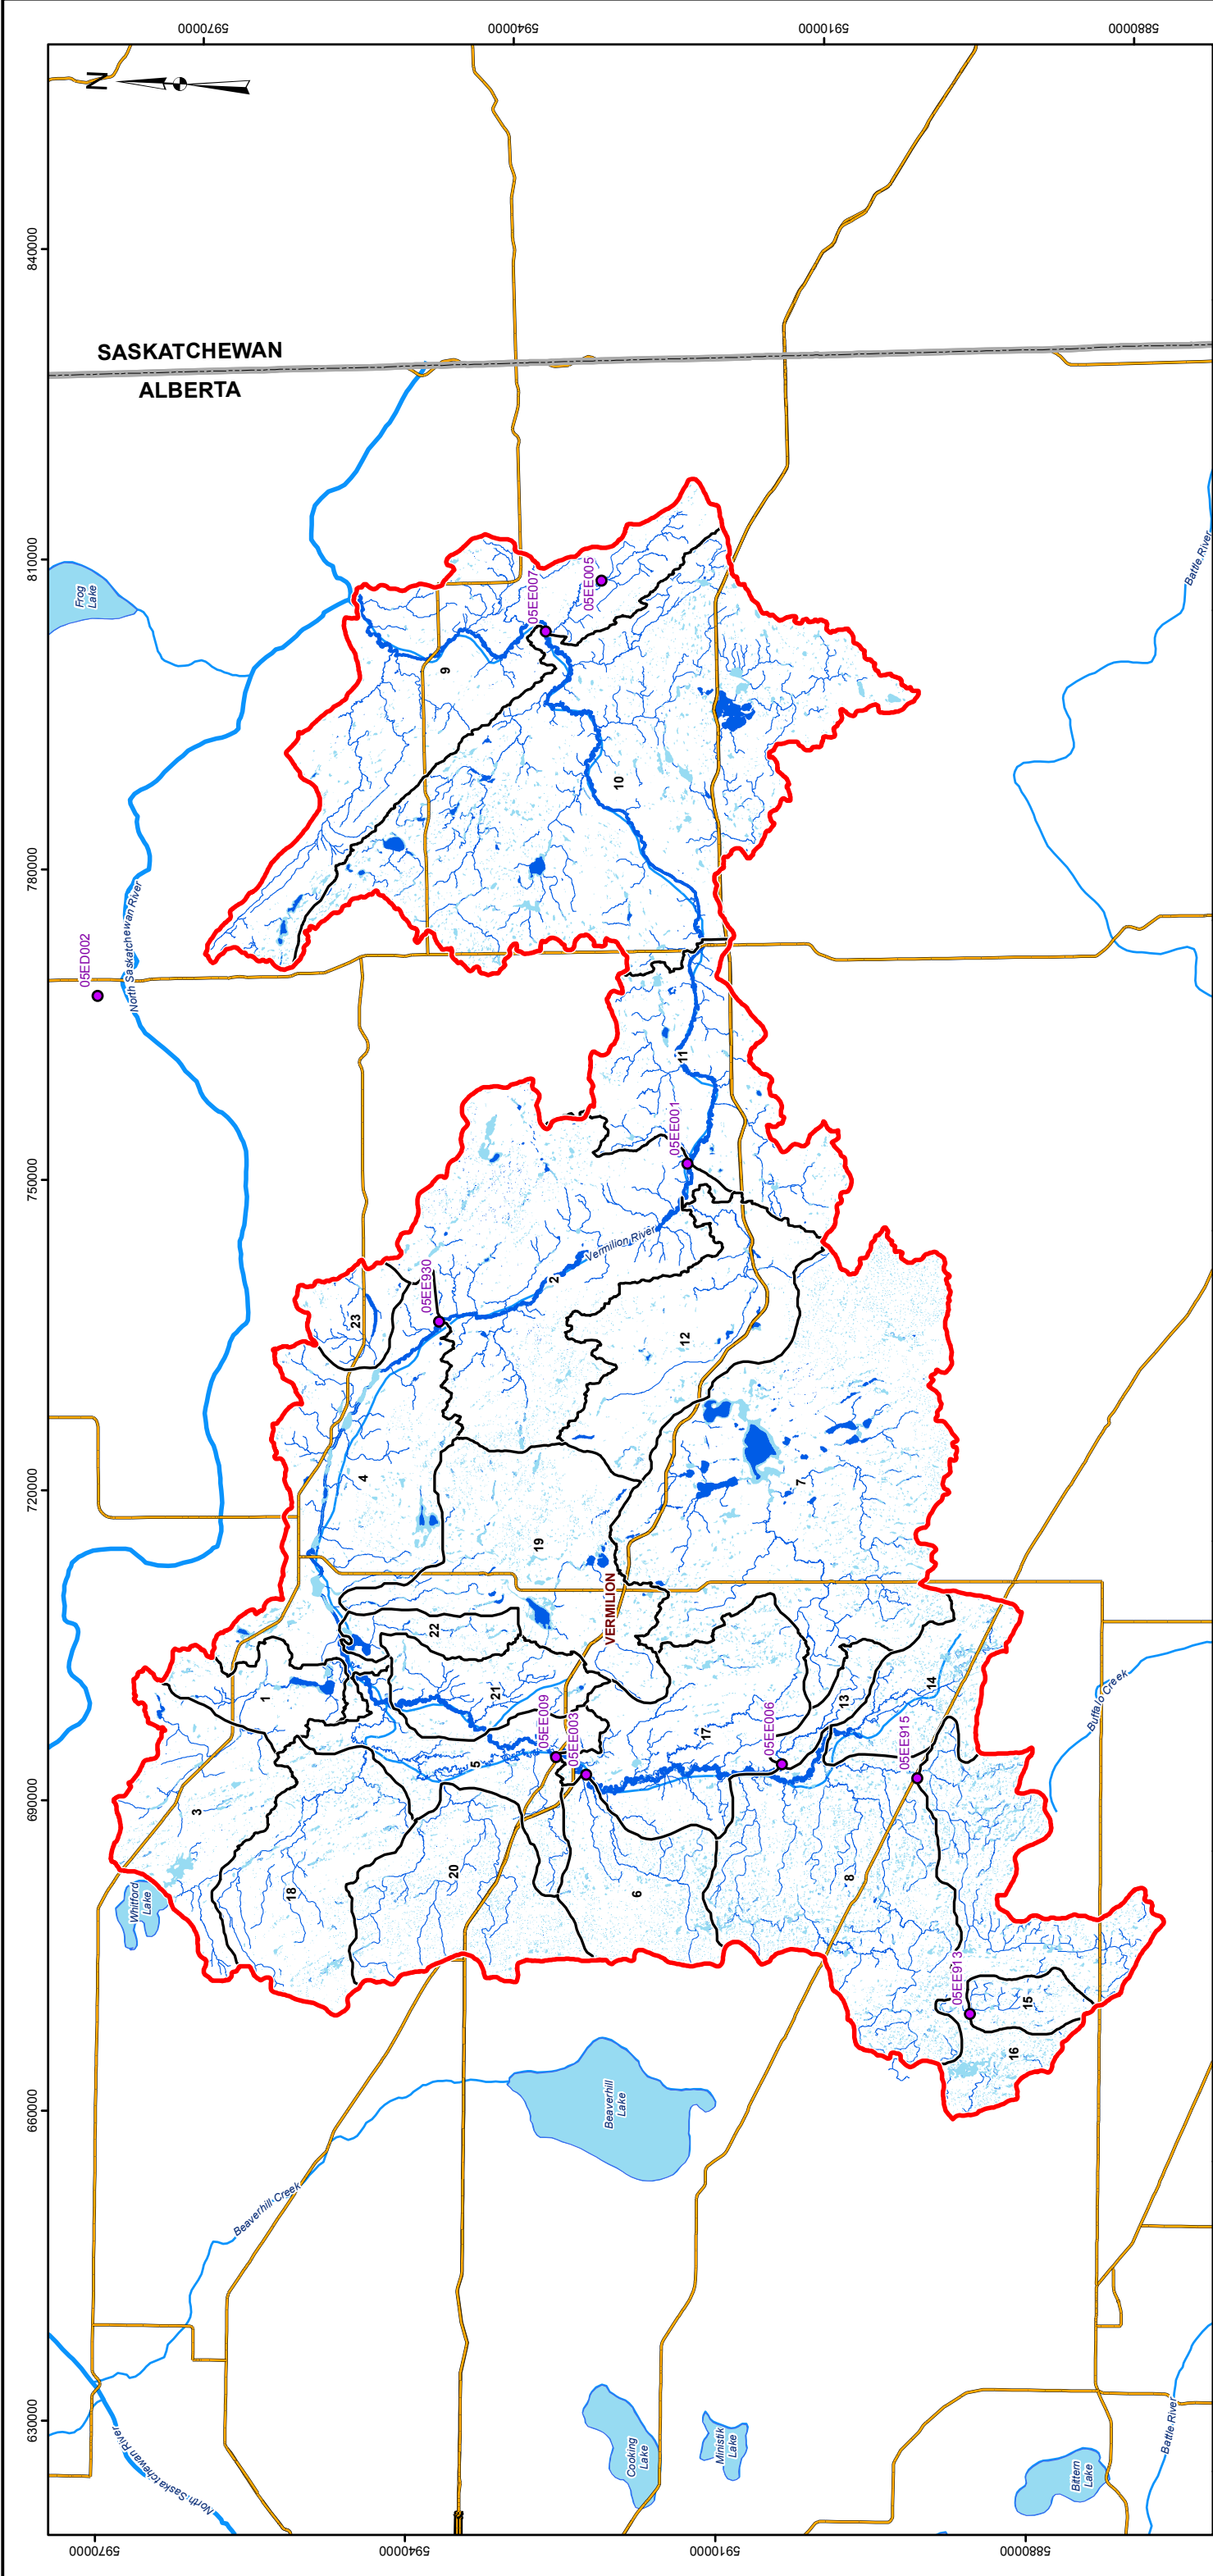 N
5970000
5940000
5910000
5880000
630000
660000
690000
720000
750000
780000
810000
840000
5970000
5940000
5910000
5880000
SASKATCHEWAN
ALBERTA
Frog
Lake
North Saskatchewan River
05ED002
05EE007
05EE005
9
10
11
05EE001
Vermilion River
2
05EE930
23
12
4
7
19
VERMILION
22
21
1
05EE009
05EE003
5
17
05EE006
13
14
05EE915
3
Whitford
Lake
18
20
6
8
05EE913
15
16
Beaverhill
Lake
Beaverhill Creek
North Saskatchewan River
Cooking
Lake
Ministik
Lake
Bittern
Lake
Battle River
Buffalo Creek
Battle River